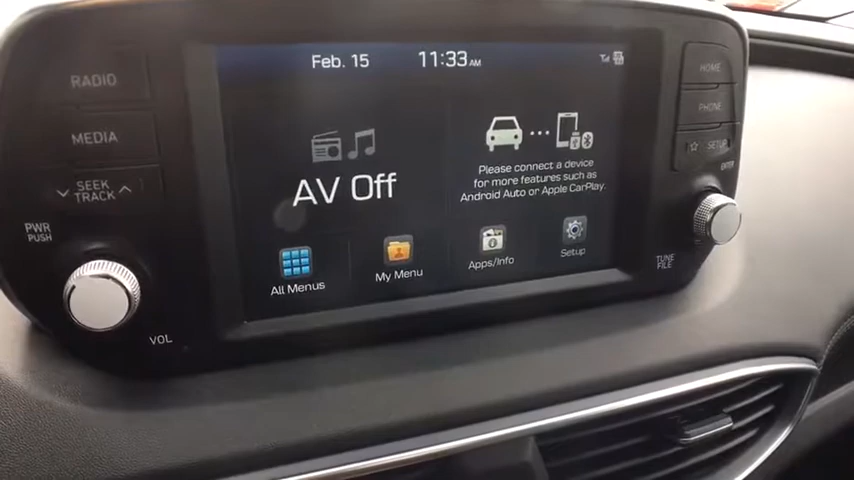 Feb. 15 11:33 AM
RADIO
MEDIA
SEEK
TRACK
PWR
PUSH
VOL
AV Off
Please connect a device
for more features such as
Android Auto or Apple CarPlay.
All Menus
My Menu
Apps/Info
Setup
HOME
PHONE
SETUP
ENTER
TUNE
FILE